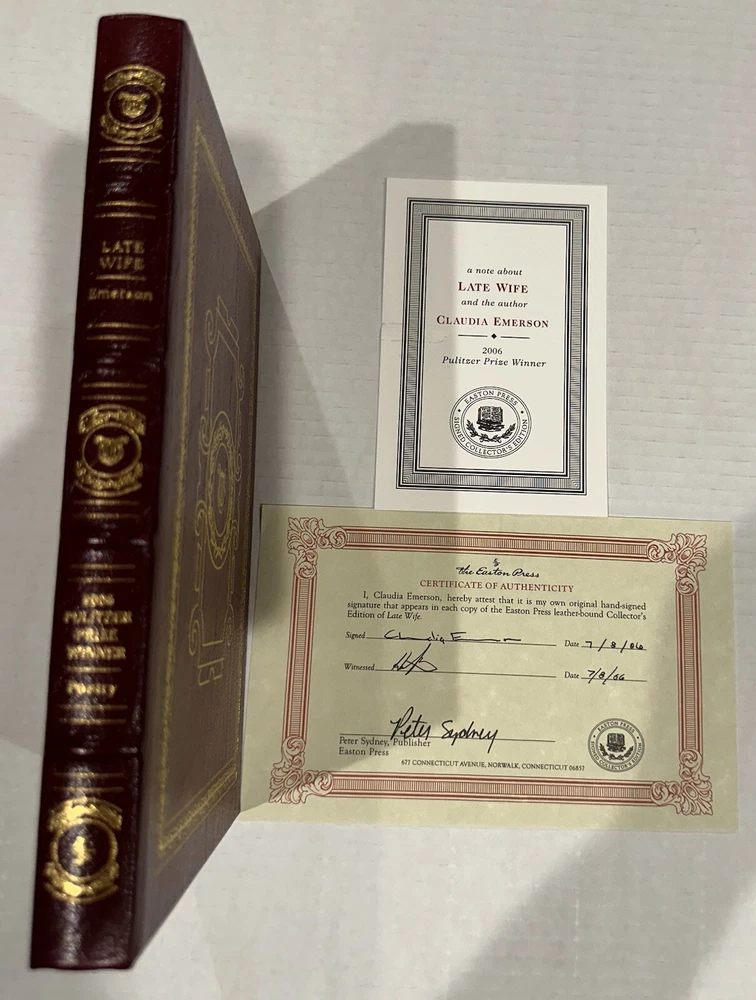 LATE
WIFE
Emerson
2006
PULITZER
PRIZE
WINNER
Poetry
a note about
LATE WIFE
and the author
CLAUDIA EMERSON
2006
Pulitzer Prize Winner
EASTON PRESS
SIGNED COLLECTOR'S EDITION
The Easton Press
CERTIFICATE OF AUTHENTICITY
I, Claudia Emerson, hereby attest that it is my own original hand-signed
signature that appears in each copy of the Easton Press leather-bound Collector's
Edition of Late Wife.
Signed Claudia Emerson Date 7/8/06
Witnessed Date 7/8/06
Peter Sydney
Peter Sydney, Publisher
Easton Press
677 CONNECTICUT AVENUE, NORWALK, CONNECTICUT 06857
EASTON PRESS
SIGNED COLLECTOR'S EDITION